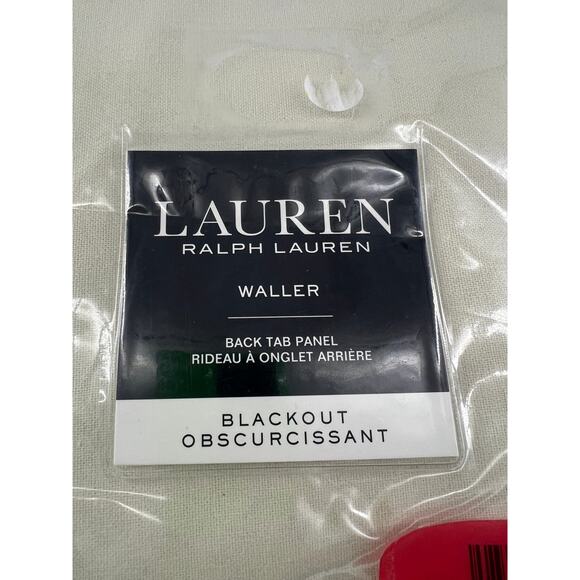 LAUREN
RALPH LAUREN
WALLER
BACK TAB PANEL
RIDEAU À ONGLET ARRIÈRE
BLACKOUT
OBSCURCISSANT